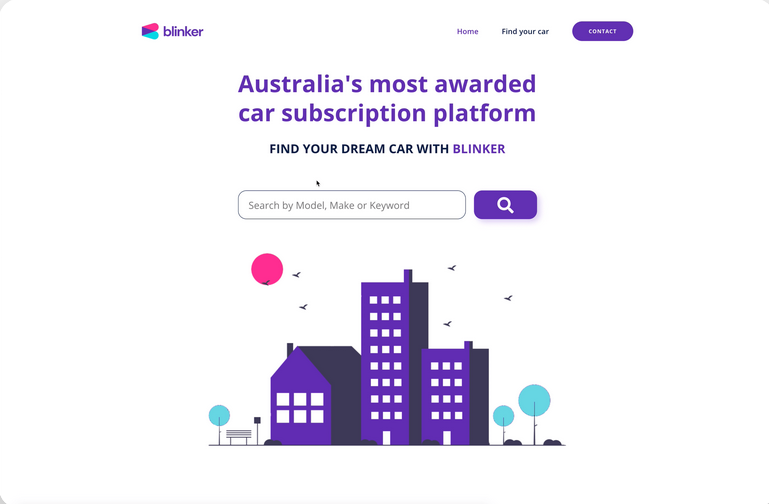 blinker
Home
Find your car
CONTACT
Australia's most awarded
car subscription platform
FIND YOUR DREAM CAR WITH BLINKER
Search by Model, Make or Keyword